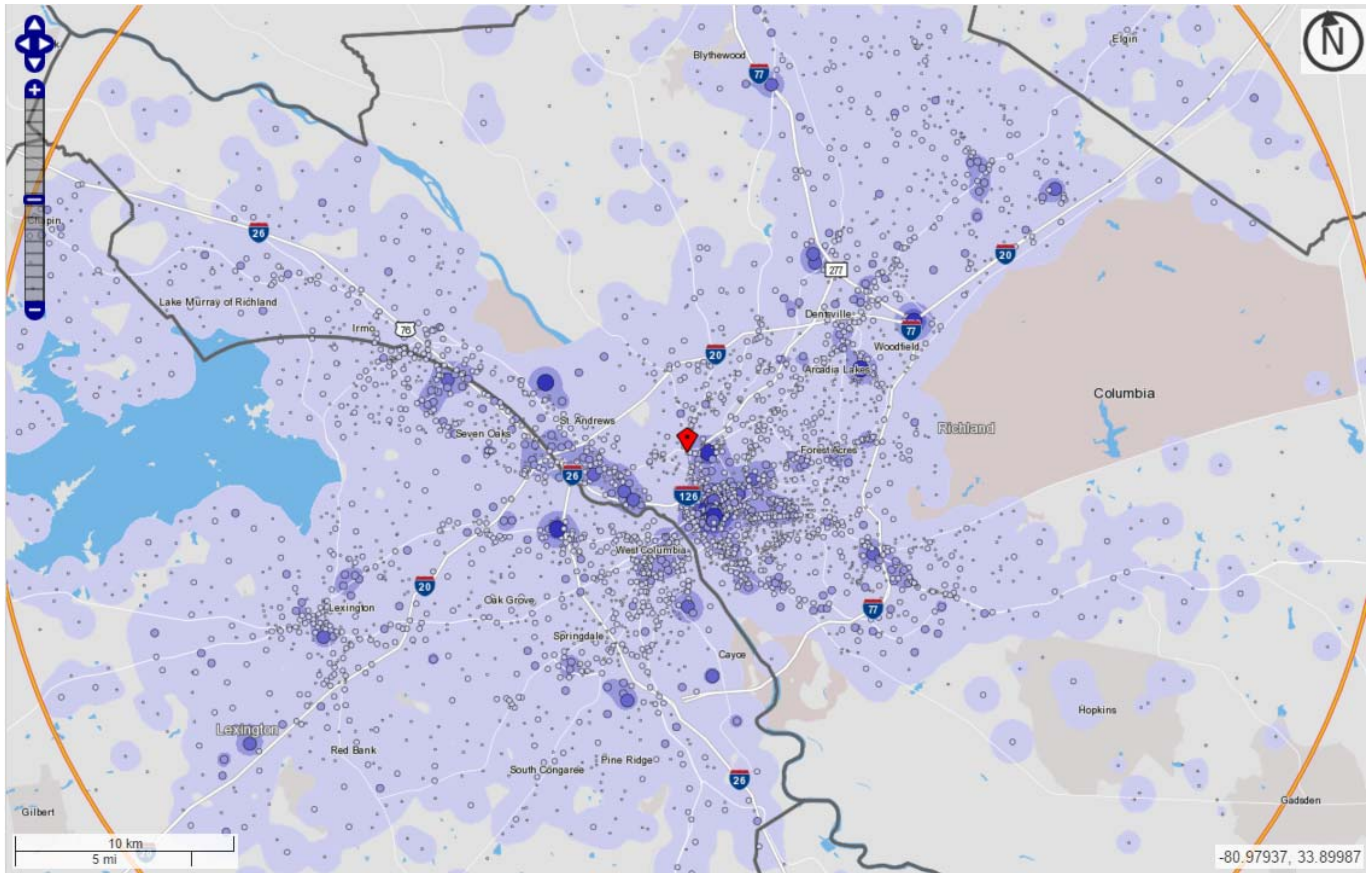 N
Blythewood
77
Elgin
Chapin
26
20
277
Lake Murray of Richland
Irmo
76
Dentsville
77
Woodfield
20
Arcadia Lakes
Columbia
St. Andrews
Seven Oaks
Richland
Forest Acres
26
126
West Columbia
20
Oak Grove
Lexington
77
Springdale
Cayce
Hopkins
Lexington
Red Bank
Pine Ridge
South Congaree
26
Gadsden
Gilbert
10 km
5 mi
-80.97937, 33.89987